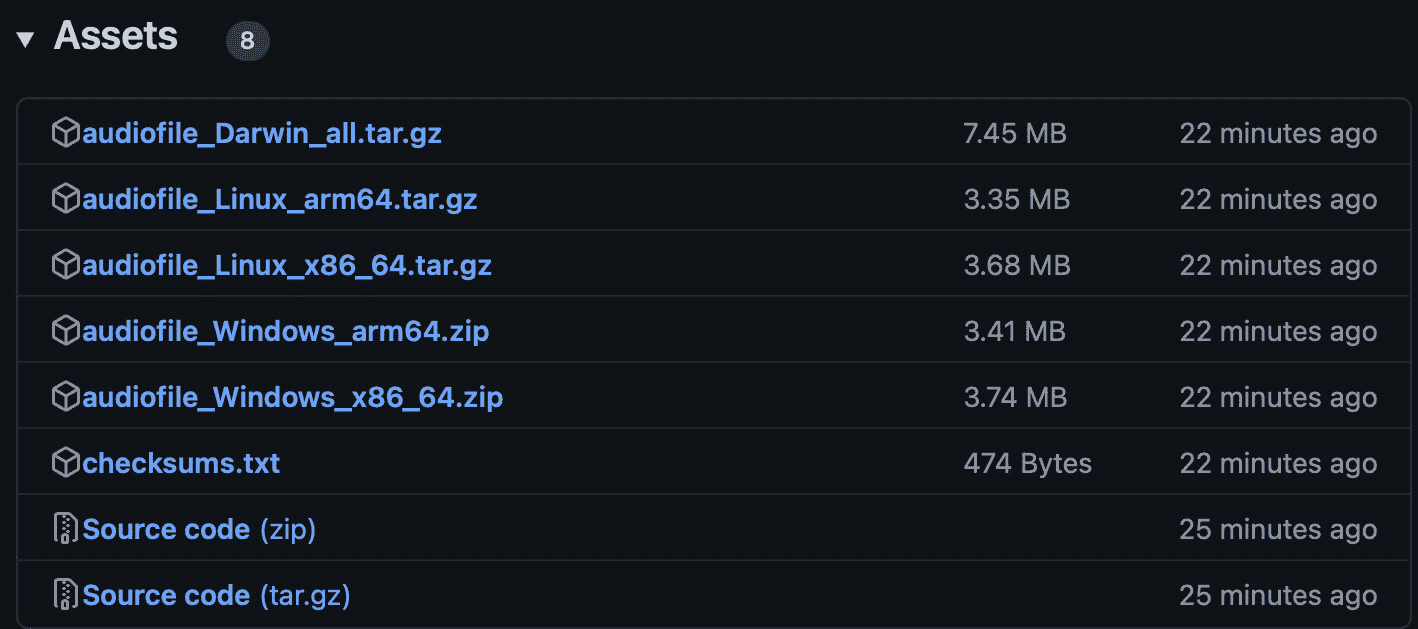 Assets 8
audiofile_Darwin_all.tar.gz 7.45 MB 22 minutes ago
audiofile_Linux_arm64.tar.gz 3.35 MB 22 minutes ago
audiofile_Linux_x86_64.tar.gz 3.68 MB 22 minutes ago
audiofile_Windows_arm64.zip 3.41 MB 22 minutes ago
audiofile_Windows_x86_64.zip 3.74 MB 22 minutes ago
checksums.txt 474 Bytes 22 minutes ago
Source code (zip) 25 minutes ago
Source code (tar.gz) 25 minutes ago